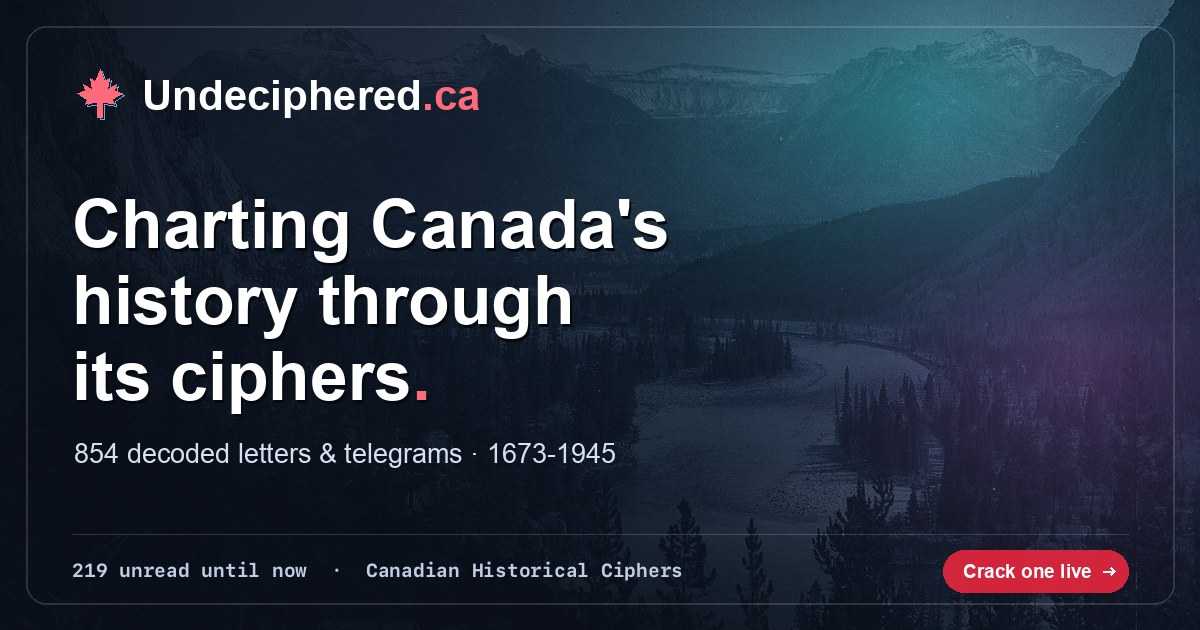 Undeciphered.ca
Charting Canada's
history through
its ciphers.
854 decoded letters & telegrams · 1673-1945
219 unread until now · Canadian Historical Ciphers
Crack one live →